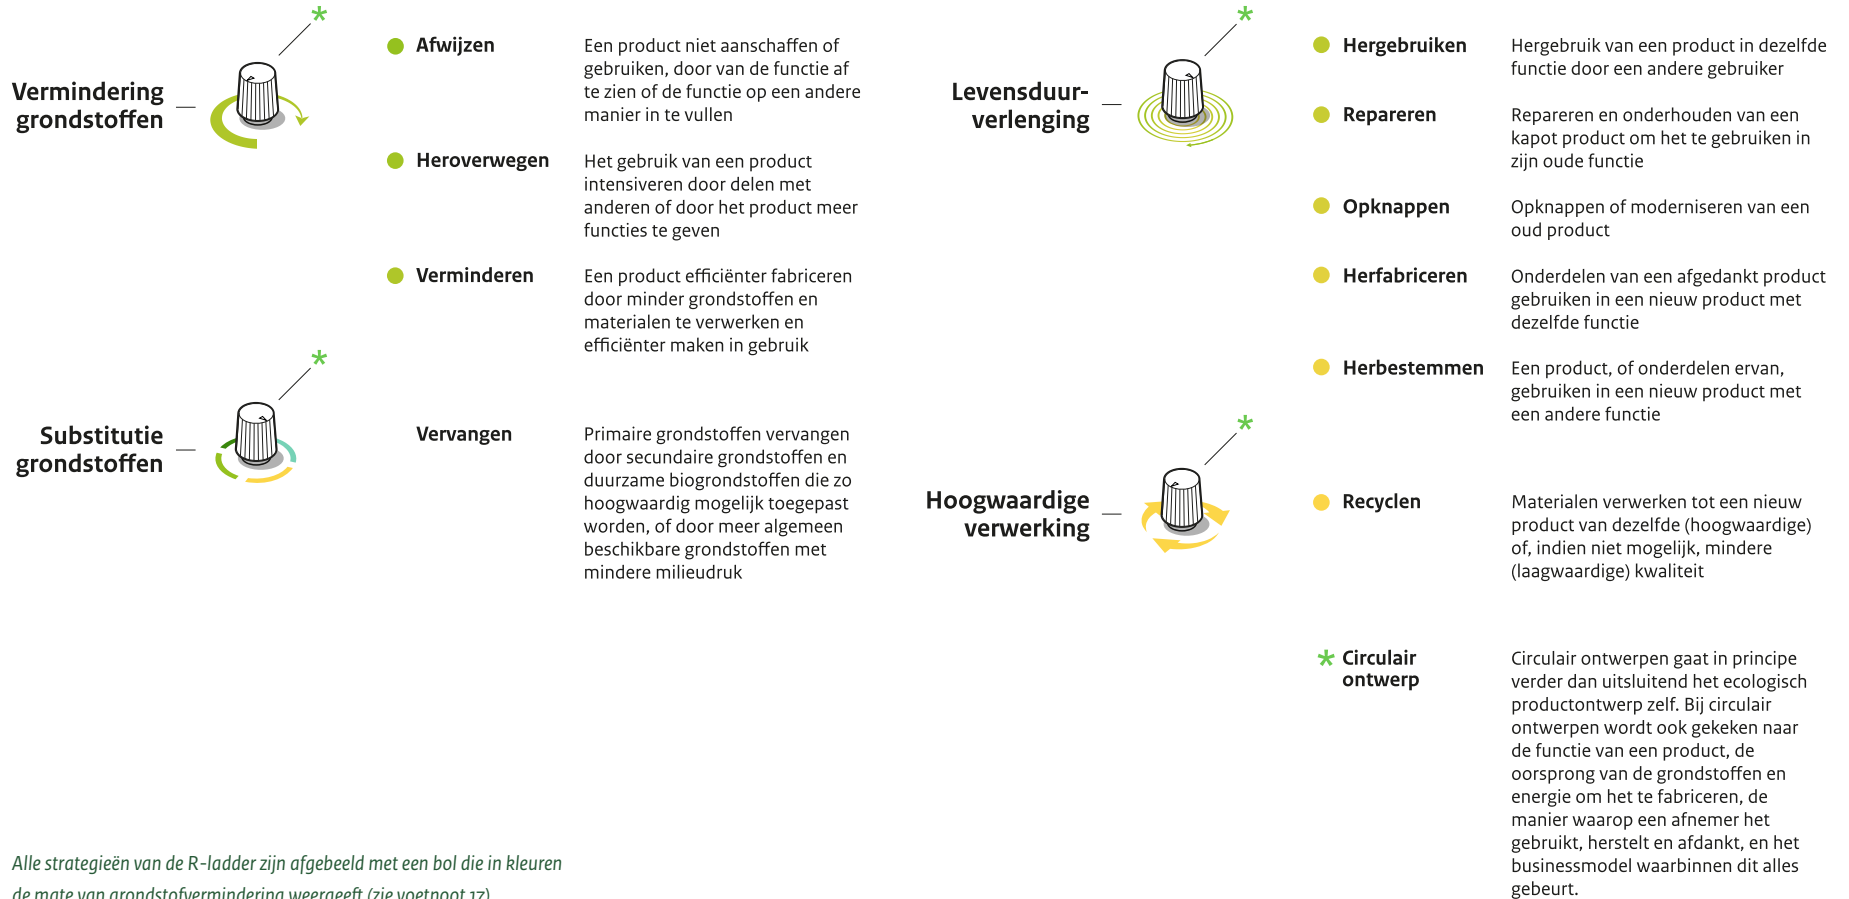 *
Vermindering
grondstoffen
Afwijzen
Een product niet aanschaffen of
gebruiken, door van de functie af
te zien of de functie op een andere
manier in te vullen
Heroverwegen
Het gebruik van een product
intensiveren door delen met
anderen of door het product meer
functies te geven
Verminderen
Een product efficiënter fabriceren
door minder grondstoffen en
materialen te verwerken en
efficiënter maken in gebruik
*
Substitutie
grondstoffen
Vervangen
Primaire grondstoffen vervangen
door secundaire grondstoffen en
duurzame biogrondstoffen die zo
hoogwaardig mogelijk toegepast
worden, of door meer algemeen
beschikbare grondstoffen met
mindere milieudruk
*
Levensduur-
verlenging
Hergebruiken
Hergebruik van een product in dezelfde
functie door een andere gebruiker
Repareren
Repareren en onderhouden van een
kapot product om het te gebruiken in
zijn oude functie
Opknappen
Opknappen of moderniseren van een
oud product
Herfabriceren
Onderdelen van een afgedankt product
gebruiken in een nieuw product met
dezelfde functie
Herbestemmen
Een product, of onderdelen ervan,
gebruiken in een nieuw product met
een andere functie
*
Hoogwaardige
verwerking
Recyclen
Materialen verwerken tot een nieuw
product van dezelfde (hoogwaardige)
of, indien niet mogelijk, mindere
(laagwaardige) kwaliteit
* Circulair
ontwerp
Circulair ontwerpen gaat in principe
verder dan uitsluitend het ecologisch
productontwerp zelf. Bij circulair
ontwerpen wordt ook gekeken naar
de functie van een product, de
oorsprong van de grondstoffen en
energie om het te fabriceren, de
manier waarop een afnemer het
gebruikt, herstelt en afdankt, en het
businessmodel waarbinnen dit alles
gebeurt.
Alle strategieën van de R-ladder zijn afgebeeld met een bol die in kleuren
de mate van grondstofvermindering weergeeft (zie voetnoot 17)